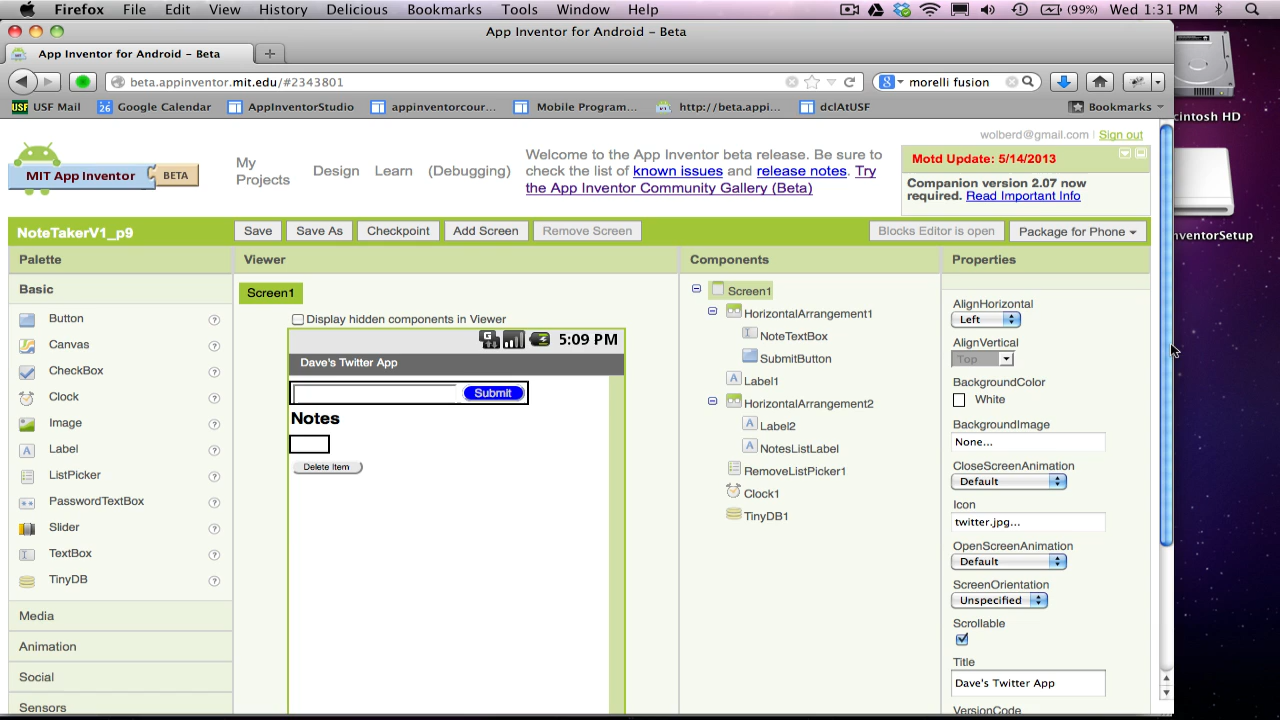 Firefox File Edit View History Delicious Bookmarks Tools Window Help (99%) Wed 1:31 PM
App Inventor for Android – Beta
App Inventor for Android – Beta
beta.appinventor.mit.edu/#2343801 morelli fusion
USF Mail Google Calendar AppInventorStudio appinventorcour... Mobile Program... http://beta.appi... dclAtUSF Bookmarks
cintosh HD
nventorSetup
wolberd@gmail.com | Sign out
MIT App Inventor BETA
My Projects Design Learn (Debugging)
Welcome to the App Inventor beta release. Be sure to
check the list of known issues and release notes. Try
the App Inventor Community Gallery (Beta)
Motd Update: 5/14/2013
Companion version 2.07 now
required. Read Important Info
NoteTakerV1_p9 Save Save As Checkpoint Add Screen Remove Screen Blocks Editor is open Package for Phone
Palette Viewer Components Properties
Basic
Button ?
Canvas ?
CheckBox ?
Clock ?
Image ?
Label ?
ListPicker ?
PasswordTextBox ?
Slider ?
TextBox ?
TinyDB ?
Media
Animation
Social
Sensors
Screen1
Display hidden components in Viewer
G 5:09 PM
Dave's Twitter App
Submit
Notes
Delete Item
Screen1
HorizontalArrangement1
NoteTextBox
SubmitButton
Label1
HorizontalArrangement2
Label2
NotesListLabel
RemoveListPicker1
Clock1
TinyDB1
AlignHorizontal
Left
AlignVertical
Top
BackgroundColor
White
BackgroundImage
None...
CloseScreenAnimation
Default
Icon
twitter.jpg...
OpenScreenAnimation
Default
ScreenOrientation
Unspecified
Scrollable
Title
Dave's Twitter App
VersionCode